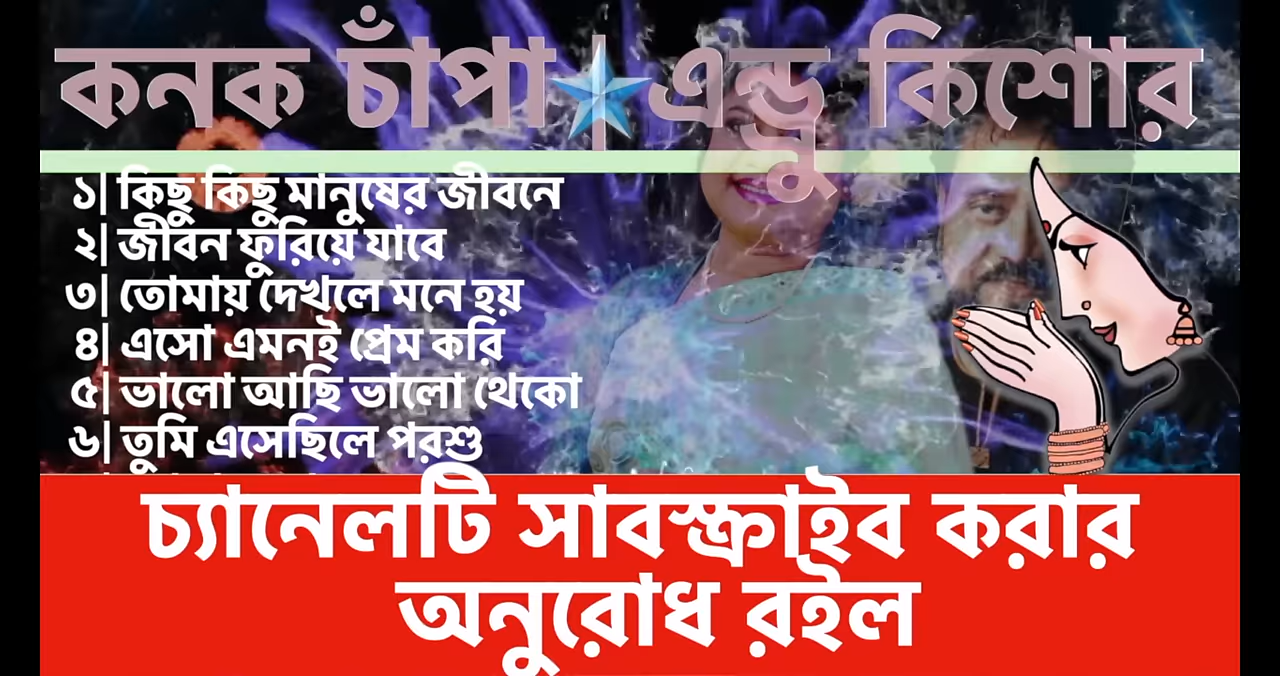 কনক চাঁপা | এন্ড্রু কিশোর
১| কিছু কিছু মানুষের জীবনে
২| জীবন ফুরিয়ে যাবে
৩| তোমায় দেখলে মনে হয়
৪| এসো এমনই প্রেম করি
৫| ভালো আছি ভালো থেকো
৬| তুমি এসেছিলে পরশু
চ্যানেলটি সাবস্ক্রাইব করার
অনুরোধ রইল